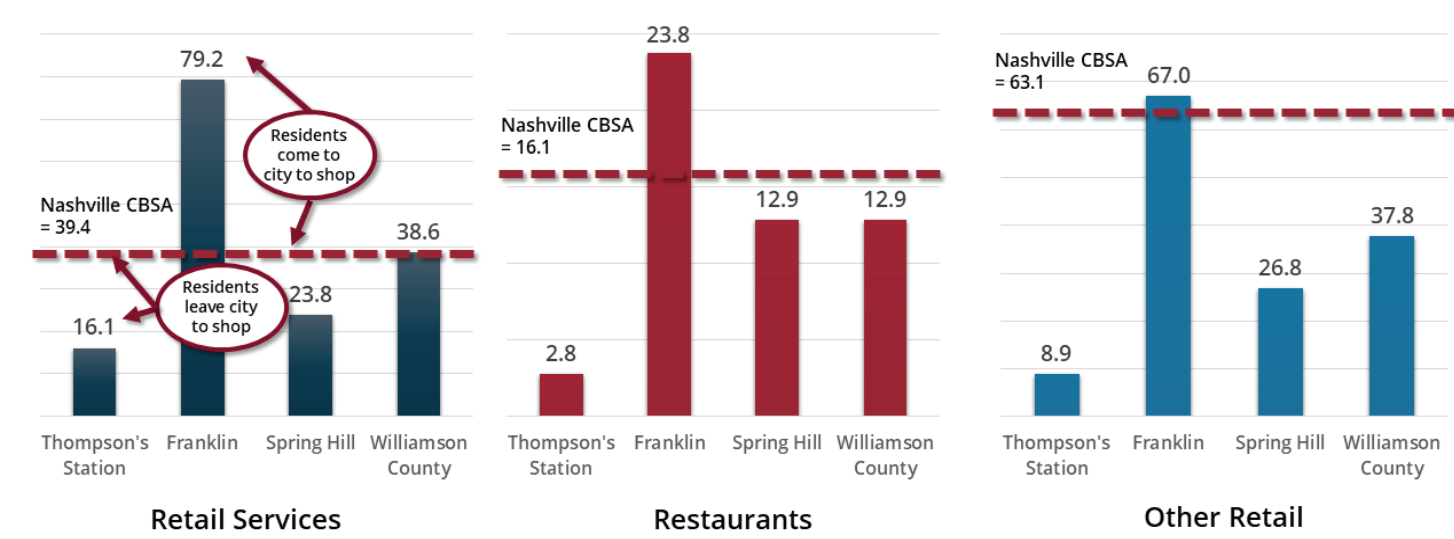 79.2
Residents
come to
city to shop
Nashville CBSA
= 39.4
38.6
Residents
leave city
to shop
23.8
16.1
Thompson's
Station
Franklin
Spring Hill
Williamson
County
Retail Services
23.8
Nashville CBSA
= 16.1
12.9
12.9
2.8
Thompson's
Station
Franklin
Spring Hill
Williamson
County
Restaurants
Nashville CBSA
= 63.1
67.0
37.8
26.8
8.9
Thompson's
Station
Franklin
Spring Hill
Williamson
County
Other Retail